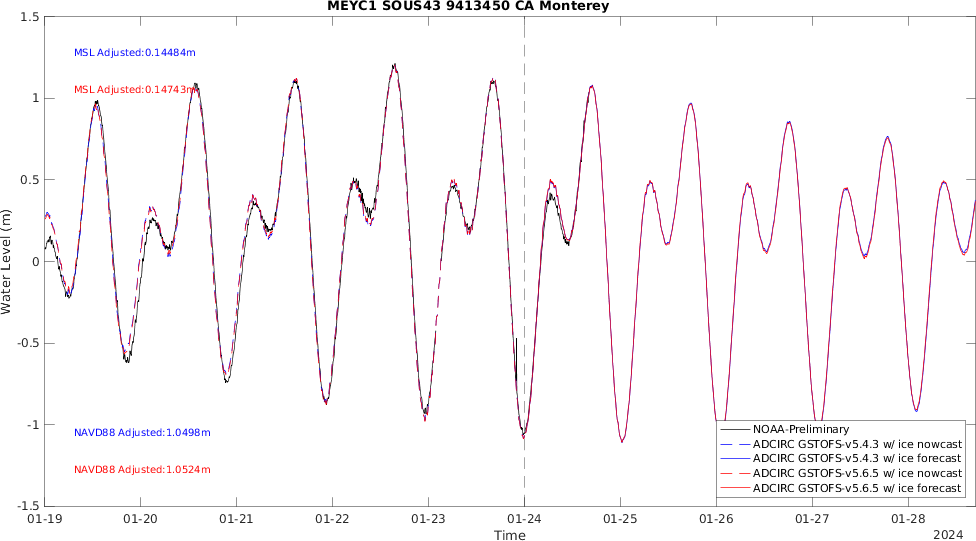 MEYC1 SOUS43 9413450 CA Monterey
MSL Adjusted:0.14484m
MSL Adjusted:0.14743m
NAVD88 Adjusted:1.0498m
NAVD88 Adjusted:1.0524m
Water Level (m)
1.5
1
0.5
0
-0.5
-1
-1.5
NOAA-Preliminary
ADCIRC GSTOFS-v5.4.3 w/ ice nowcast
ADCIRC GSTOFS-v5.4.3 w/ ice forecast
ADCIRC GSTOFS-v5.6.5 w/ ice nowcast
ADCIRC GSTOFS-v5.6.5 w/ ice forecast
01-19 01-20 01-21 01-22 01-23 01-24 01-25 01-26 01-27 01-28
Time
2024